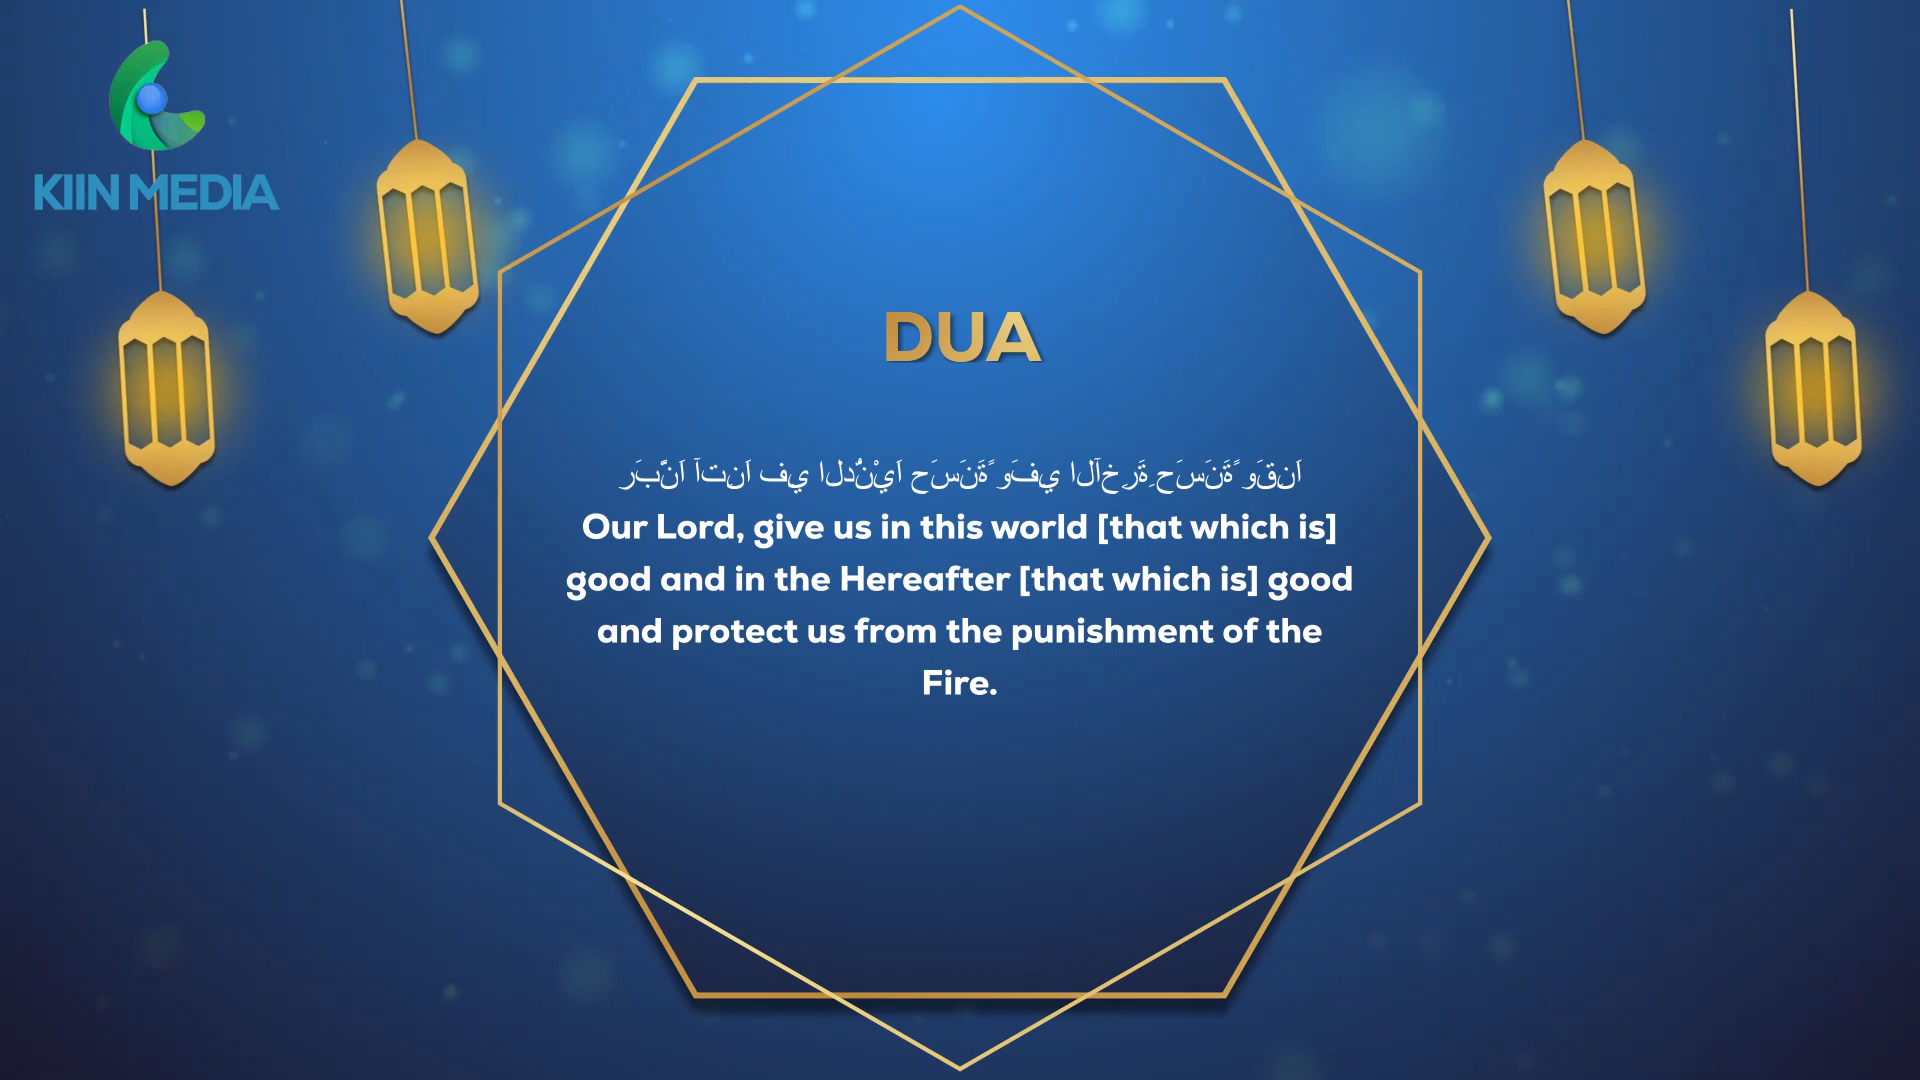 KIIN MEDIA
DUA
رَبَّنَا آتِنَا فِي الدُّنْيَا حَسَنَةً وَفِي الآخِرَةِ حَسَنَةً وَقِنَا
Our Lord, give us in this world [that which is]
good and in the Hereafter [that which is] good
and protect us from the punishment of the
Fire.